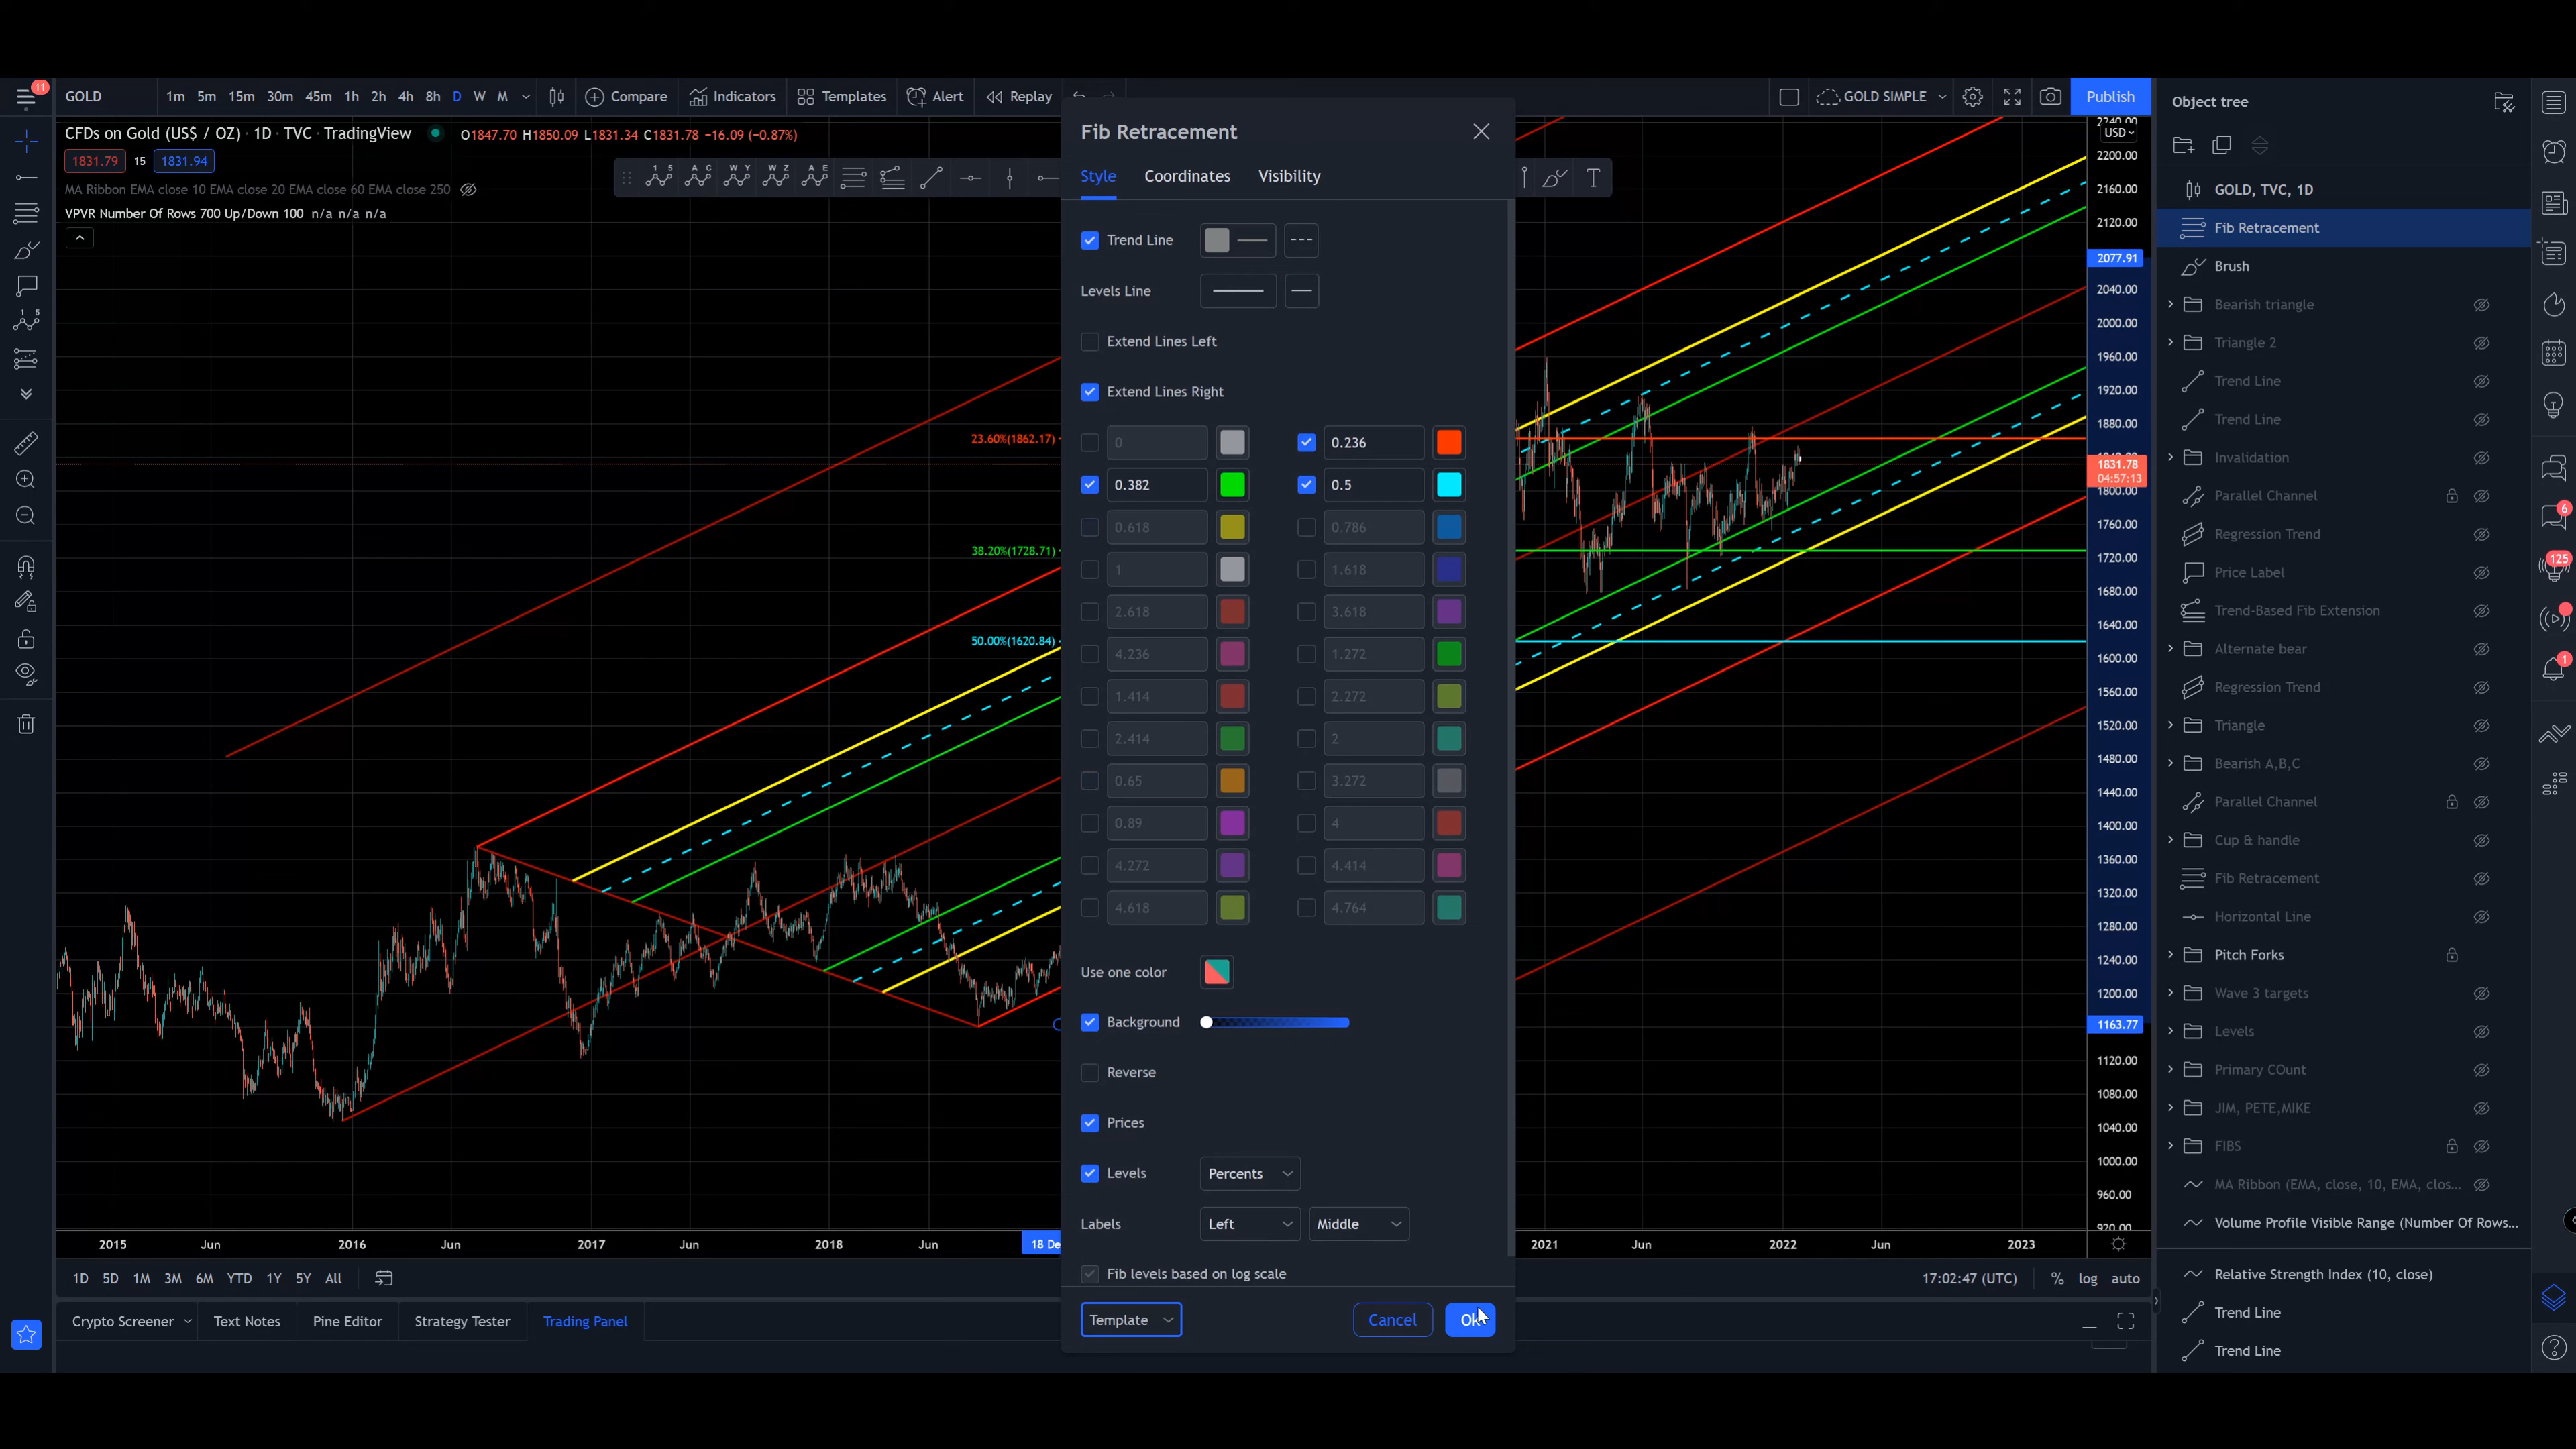 11
GOLD
1m 5m 15m 30m 45m 1h 2h 4h 8h D W M
Compare
Indicators
Templates
Alert
Replay
GOLD SIMPLE
Publish
CFDs on Gold (US$ / OZ) · 1D · TVC · TradingView
O1847.70 H1850.09 L1831.34 C1831.78 −16.09 (−0.87%)
1831.79 15 1831.94
MA Ribbon EMA close 10 EMA close 20 EMA close 60 EMA close 250
VPVR Number Of Rows 700 Up/Down 100 n/a n/a n/a
1 5
A C
W Y
W Z
A E
T
1 5
23.60%(1862.17)
38.20%(1728.71)
50.00%(1620.84)
Fib Retracement
Style Coordinates Visibility
Trend Line
Levels Line
Extend Lines Left
Extend Lines Right
0 0.236
0.382 0.5
0.618 0.786
1 1.618
2.618 3.618
4.236 1.272
1.414 2.272
2.414 2
0.65 3.272
0.89 4
4.272 4.414
4.618 4.764
Use one color
Background
Reverse
Prices
Levels Percents
Labels Left Middle
Fib levels based on log scale
Template Cancel Ok
2240.00
USD
2200.00
2160.00
2120.00
2077.91
2040.00
2000.00
1960.00
1920.00
1880.00
1831.78
04:57:13
1800.00
1760.00
1720.00
1680.00
1640.00
1600.00
1560.00
1520.00
1480.00
1440.00
1400.00
1360.00
1320.00
1280.00
1240.00
1200.00
1163.77
1120.00
1080.00
1040.00
1000.00
960.00
920.00
2015 Jun 2016 Jun 2017 Jun 2018 Jun 18 De 2021 Jun 2022 Jun 2023
1D 5D 1M 3M 6M YTD 1Y 5Y All
17:02:47 (UTC) % log auto
Crypto Screener Text Notes Pine Editor Strategy Tester Trading Panel
Object tree
GOLD, TVC, 1D
Fib Retracement
Brush
Bearish triangle
Triangle 2
Trend Line
Trend Line
Invalidation
Parallel Channel
Regression Trend
Price Label
Trend-Based Fib Extension
Alternate bear
Regression Trend
Triangle
Bearish A,B,C
Parallel Channel
Cup & handle
Fib Retracement
Horizontal Line
Pitch Forks
Wave 3 targets
Levels
Primary COunt
JIM, PETE,MIKE
FIBS
MA Ribbon (EMA, close, 10, EMA, clos...
Volume Profile Visible Range (Number Of Rows...
Relative Strength Index (10, close)
Trend Line
Trend Line
6
125
1